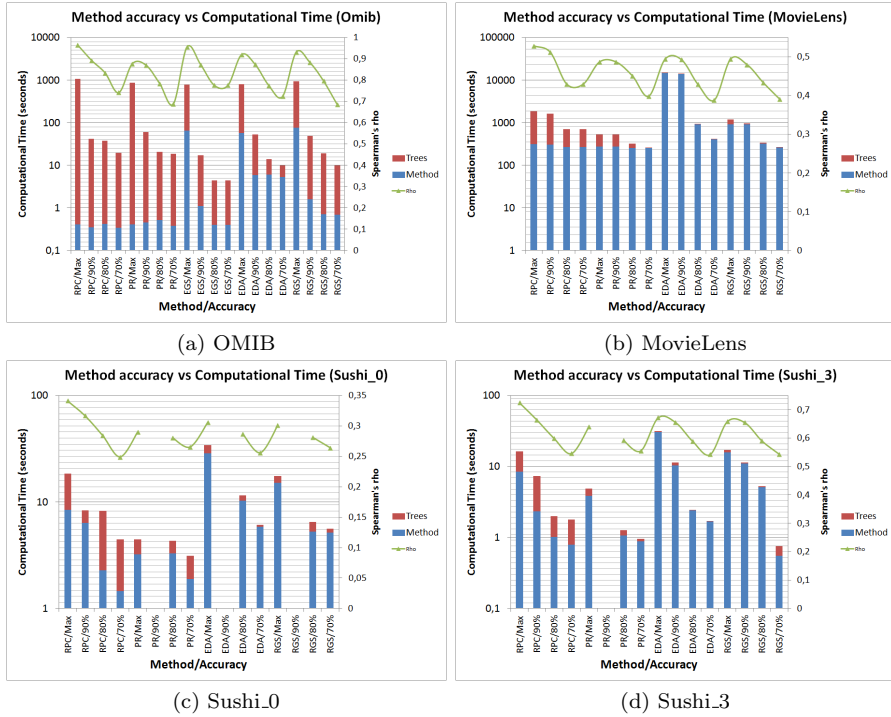 Method accuracy vs Computational Time (Omib)
Computational Time (seconds)
10000
1000
100
10
1
0,1
1
0,9
0,8
0,7
0,6
0,5
0,4
0,3
0,2
0,1
0
Spearman's rho
Trees
Method
Rho
RPC/Max
RPC/90%
RPC/80%
RPC/70%
PR/Max
PR/90%
PR/80%
PR/70%
EGS/Max
EGS/90%
EGS/80%
EGS/70%
EDA/Max
EDA/90%
EDA/80%
EDA/70%
RGS/Max
RGS/90%
RGS/80%
RGS/70%
Method/Accuracy
(a) OMIB
Method accuracy vs Computational Time (MovieLens)
Computational Time (seconds)
100000
10000
1000
100
10
1
0,5
0,4
0,3
0,2
0,1
0
Spearman's rho
Trees
Method
Rho
RPC/Max
RPC/90%
RPC/80%
RPC/70%
PR/Max
PR/90%
PR/80%
PR/70%
EDA/Max
EDA/90%
EDA/80%
EDA/70%
RGS/Max
RGS/90%
RGS/80%
RGS/70%
Method/Accuracy
(b) MovieLens
Method accuracy vs Computational Time (Sushi_0)
Computational Time (seconds)
100
10
1
0,35
0,3
0,25
0,2
0,15
0,1
0,05
0
Spearman's rho
Trees
Method
Rho
RPC/Max
RPC/90%
RPC/80%
RPC/70%
PR/Max
PR/90%
PR/80%
PR/70%
EDA/Max
EDA/90%
EDA/80%
EDA/70%
RGS/Max
RGS/90%
RGS/80%
RGS/70%
Method/Accuracy
(c) Sushi_0
Method accuracy vs Computational Time (Sushi_3)
Computational Time (seconds)
100
10
1
0,1
0,7
0,6
0,5
0,4
0,3
0,2
0,1
0
Spearman's rho
Trees
Method
Rho
RPC/Max
RPC/90%
RPC/80%
RPC/70%
PR/Max
PR/90%
PR/80%
PR/70%
EDA/Max
EDA/90%
EDA/80%
EDA/70%
RGS/Max
RGS/90%
RGS/80%
RGS/70%
Method/Accuracy
(d) Sushi_3